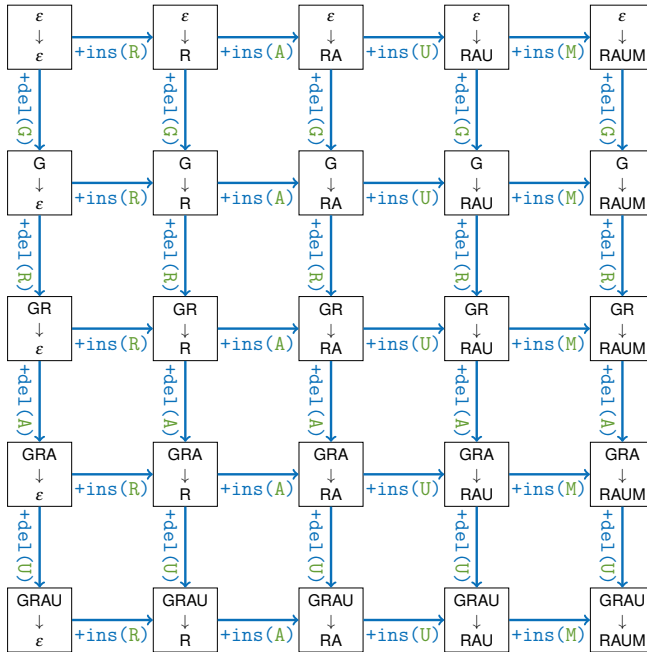 ε ε ε ε ε
↓ ↓ ↓ ↓ ↓
ε R RA RAU RAUM
+ins(R) +ins(A) +ins(U) +ins(M)
+del(G) +del(G) +del(G) +del(G) +del(G)
G G G G G
↓ ↓ ↓ ↓ ↓
ε R RA RAU RAUM
+ins(R) +ins(A) +ins(U) +ins(M)
+del(R) +del(R) +del(R) +del(R) +del(R)
GR GR GR GR GR
↓ ↓ ↓ ↓ ↓
ε R RA RAU RAUM
+ins(R) +ins(A) +ins(U) +ins(M)
+del(A) +del(A) +del(A) +del(A) +del(A)
GRA GRA GRA GRA GRA
↓ ↓ ↓ ↓ ↓
ε R RA RAU RAUM
+ins(R) +ins(A) +ins(U) +ins(M)
+del(U) +del(U) +del(U) +del(U) +del(U)
GRAU GRAU GRAU GRAU GRAU
↓ ↓ ↓ ↓ ↓
ε R RA RAU RAUM
+ins(R) +ins(A) +ins(U) +ins(M)